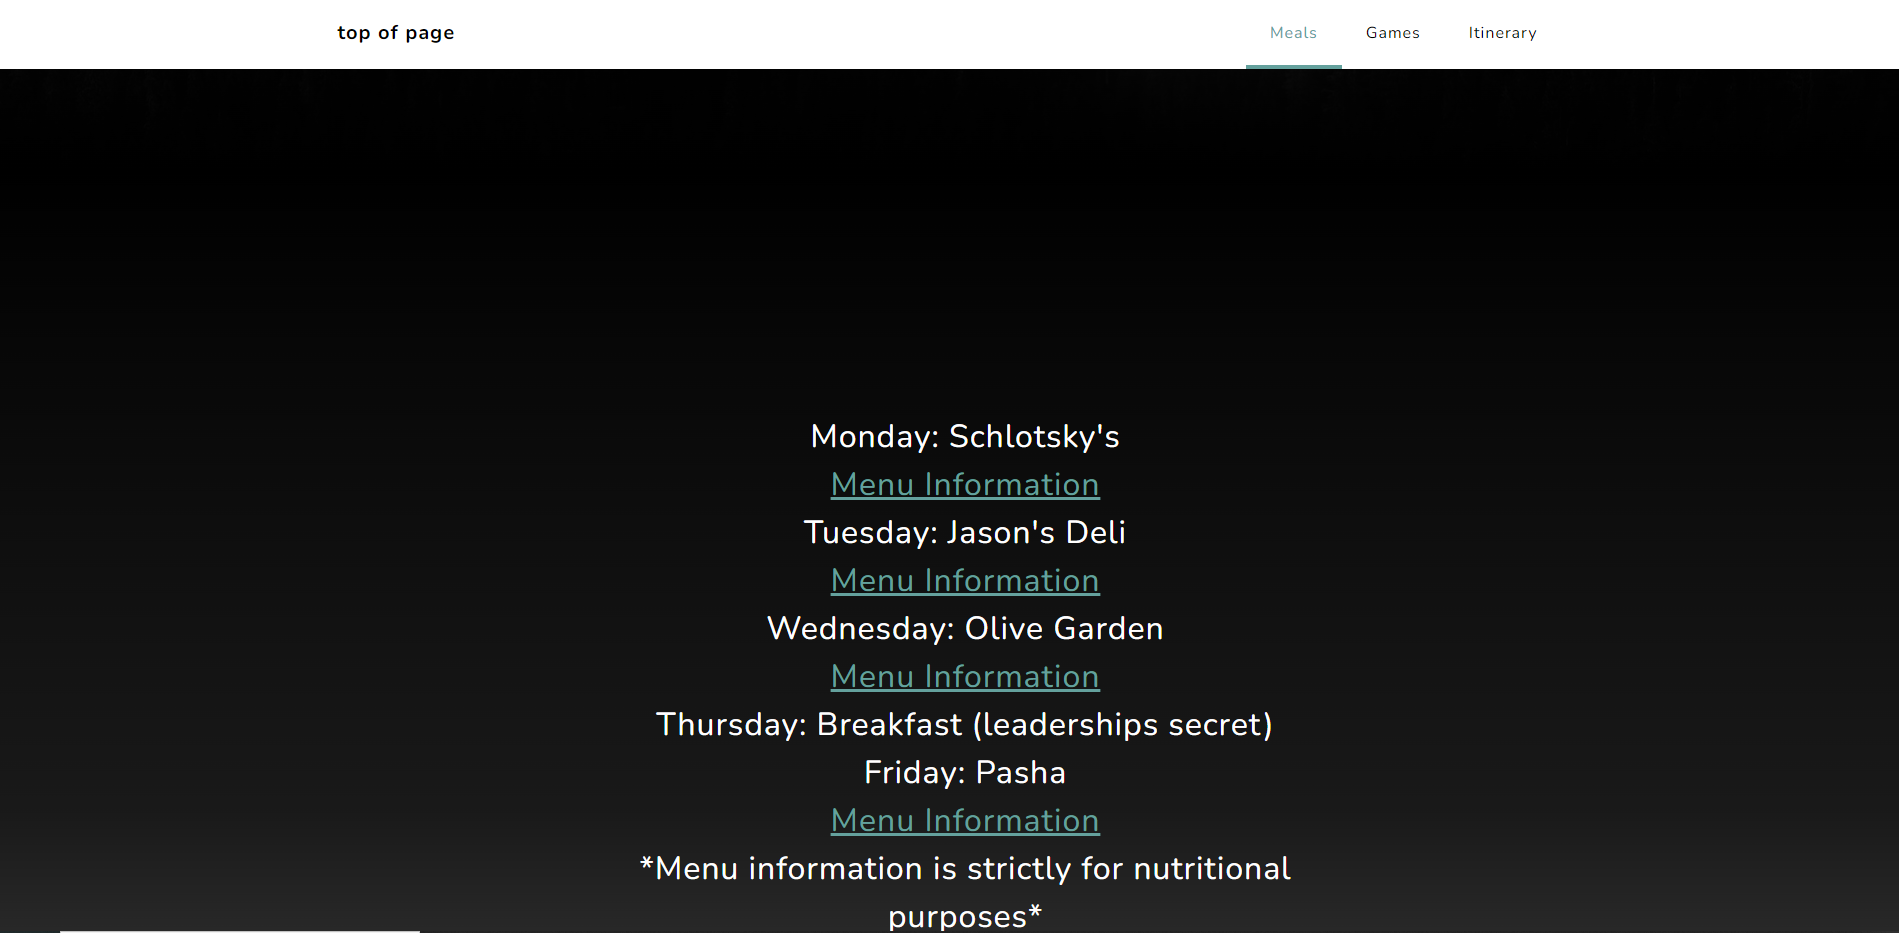 top of page
Meals Games Itinerary
Monday: Schlotsky's
Menu Information
Tuesday: Jason's Deli
Menu Information
Wednesday: Olive Garden
Menu Information
Thursday: Breakfast (leaderships secret)
Friday: Pasha
Menu Information
*Menu information is strictly for nutritional
purposes*